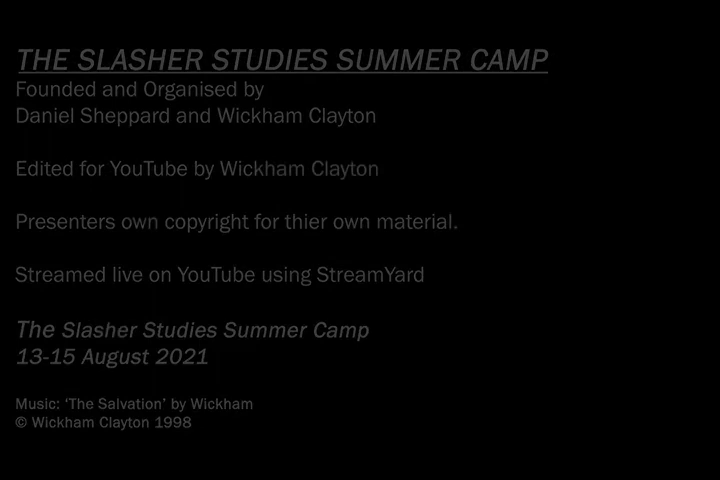 THE SLASHER STUDIES SUMMER CAMP
Founded and Organised by
Daniel Sheppard and Wickham Clayton
Edited for YouTube by Wickham Clayton
Presenters own copyright for thier own material.
Streamed live on YouTube using StreamYard
The Slasher Studies Summer Camp
13-15 August 2021
Music: ‘The Salvation’ by Wickham
© Wickham Clayton 1998